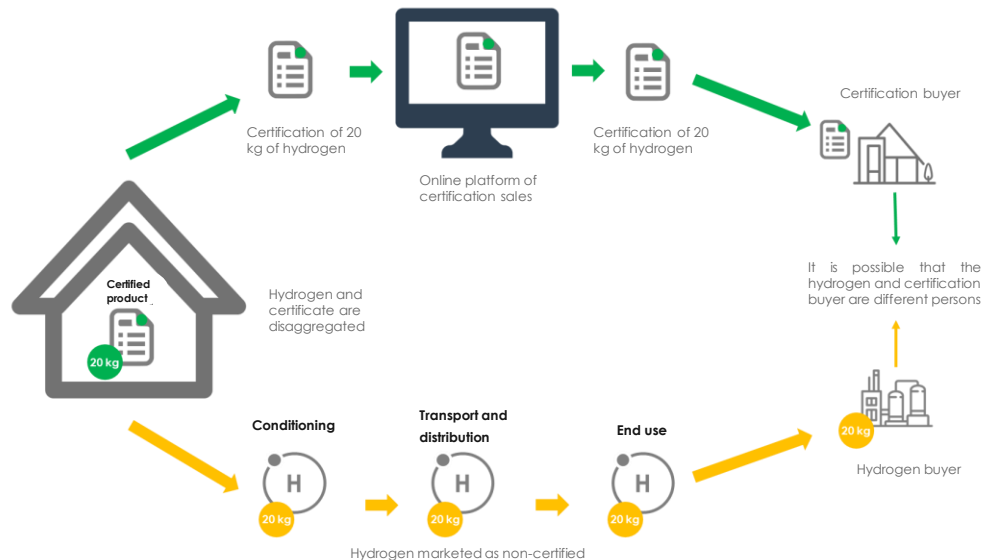 Certification buyer
Certification of 20
kg of hydrogen
Certification of 20
kg of hydrogen
Online platform of
certification sales
It is possible that the
hydrogen and certification
buyer are different persons
Certified
product
20 kg
Hydrogen and
certificate are
disaggregated
Conditioning
Transport and
distribution
End use
H
20 kg
H
20 kg
H
20 kg
20 kg
Hydrogen buyer
Hydrogen marketed as non-certified